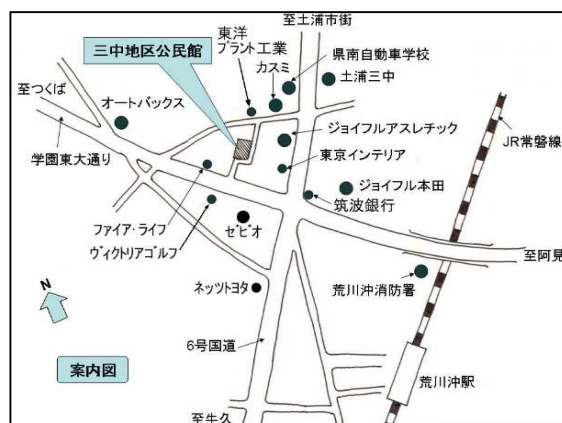 至土浦市街
東洋
プラント工業
三中地区公民館
県南自動車学校
カスミ
土浦三中
至つくば
オートバックス
ジョイフルアスレチック
JR常磐線
学園東大通り
東京インテリア
ジョイフル本田
筑波銀行
ファイア・ライフ
ゼビオ
ヴィクトリアゴルフ
至阿見
N
ネッツトヨタ
荒川沖消防署
6号国道
案内図
荒川沖駅
至牛久